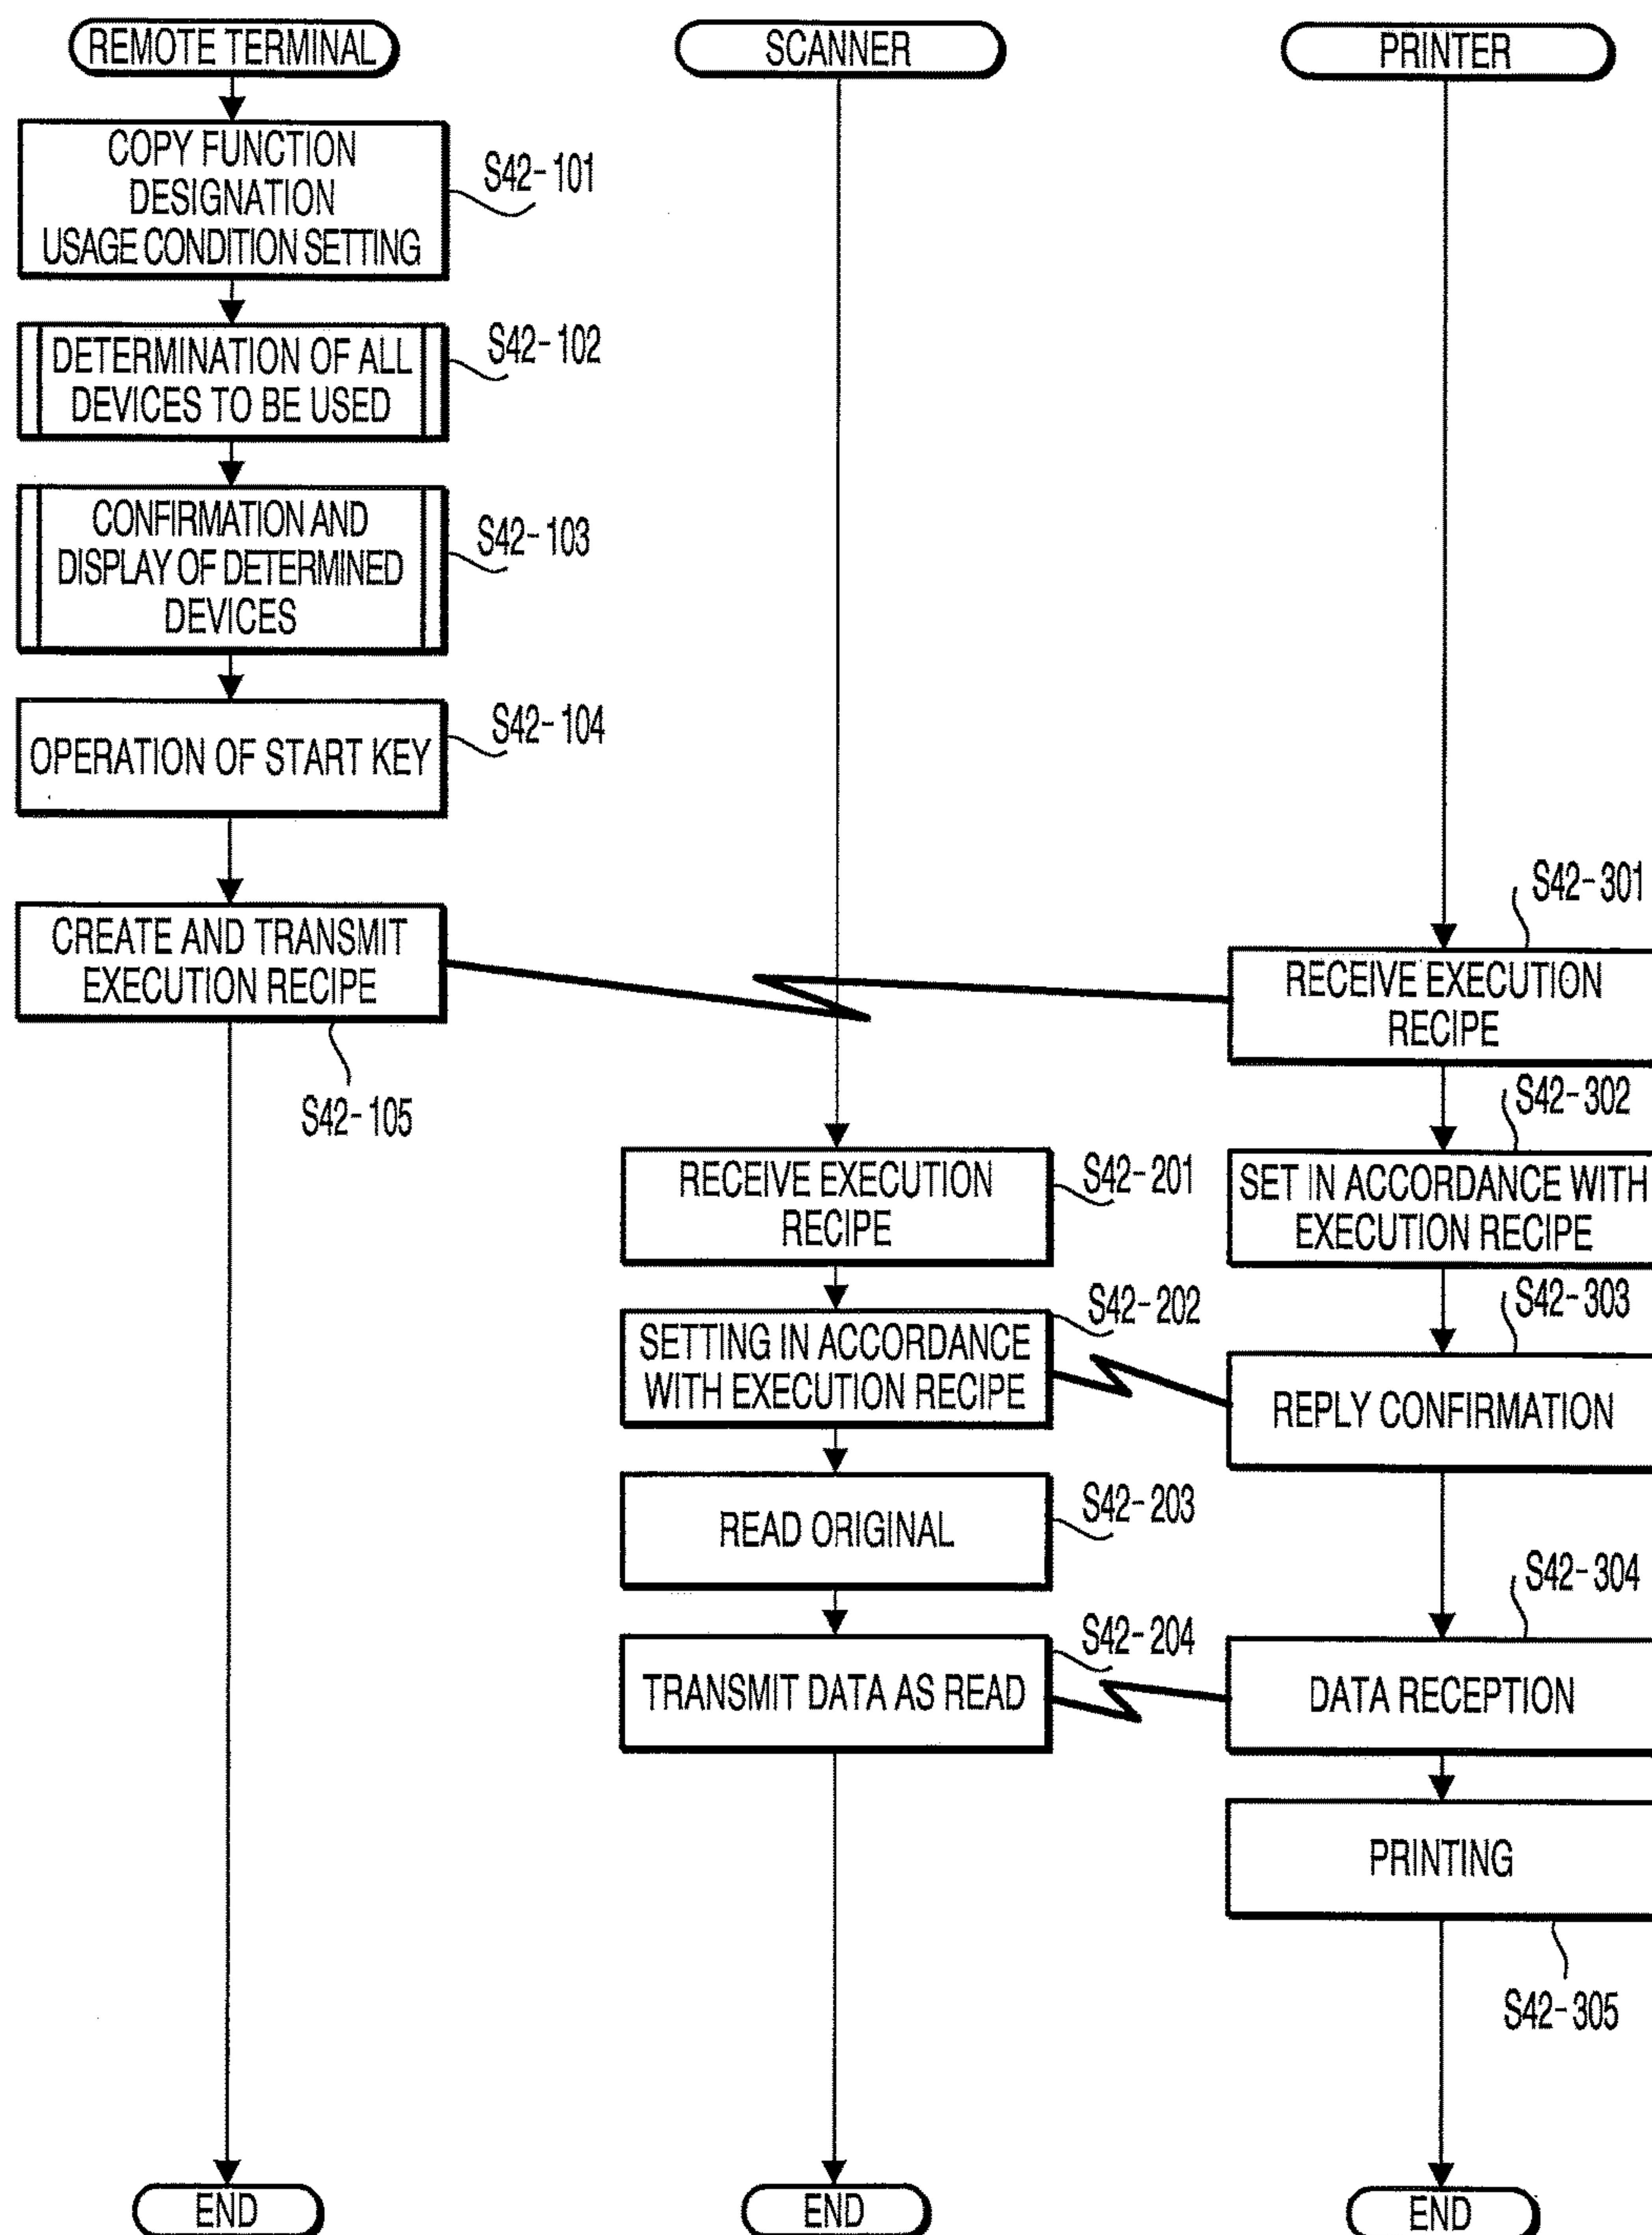 REMOTE TERMINAL
SCANNER
PRINTER
COPY FUNCTION
DESIGNATION
USAGE CONDITION SETTING
S42-101
DETERMINATION OF ALL
DEVICES TO BE USED
S42-102
CONFIRMATION AND
DISPLAY OF DETERMINED
DEVICES
S42-103
OPERATION OF START KEY
S42-104
CREATE AND TRANSMIT
EXECUTION RECIPE
S42-105
S42-301
RECEIVE EXECUTION
RECIPE
S42-302
SET IN ACCORDANCE WITH
EXECUTION RECIPE
RECEIVE EXECUTION
RECIPE
S42-201
SETTING IN ACCORDANCE
WITH EXECUTION RECIPE
S42-202
S42-303
REPLY CONFIRMATION
READ ORIGINAL
S42-203
TRANSMIT DATA AS READ
S42-204
S42-304
DATA RECEPTION
PRINTING
S42-305
END
END
END